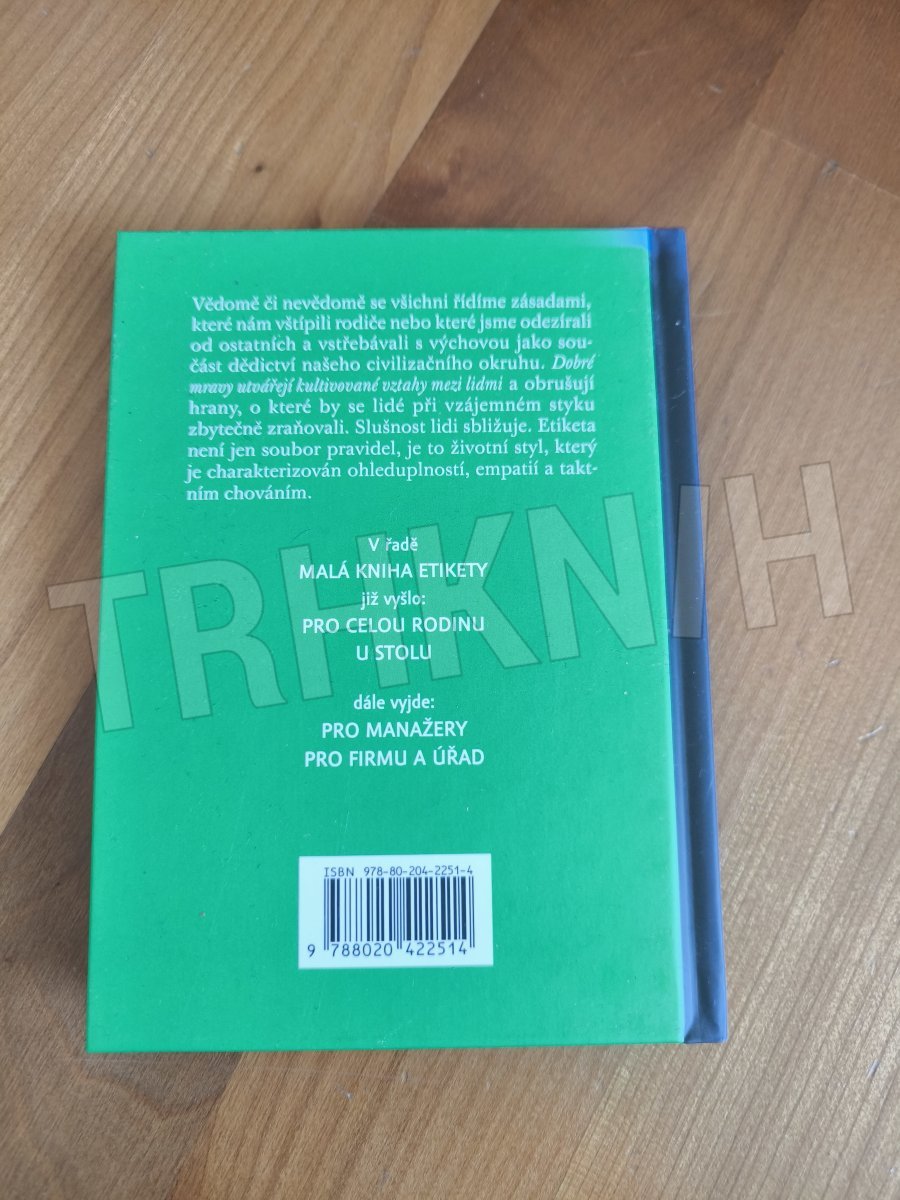 Vědomě či nevědomě se všichni řídíme zásadami,
které nám vštípili rodiče nebo které jsme odezírali
od ostatních a vstřebávali s výchovou jako sou-
část dědictví našeho civilizačního okruhu. Dobré
mravy utvářejí kultivované vztahy mezi lidmi a obrušují
hrany, o které by se lidé při vzájemném styku
zbytečně zraňovali. Slušnost lidi sbližuje. Etiketa
není jen soubor pravidel, je to životní styl, který
je charakterizován ohleduplností, empatií a takt-
ním chováním.
V řadě
MALÁ KNIHA ETIKETY
již vyšlo:
PRO CELOU RODINU
U STOLU
dále vyjde:
PRO MANAŽERY
PRO FIRMU A ÚŘAD
TRHKNIH
ISBN 978-80-204-2251-4
9 788020 422514